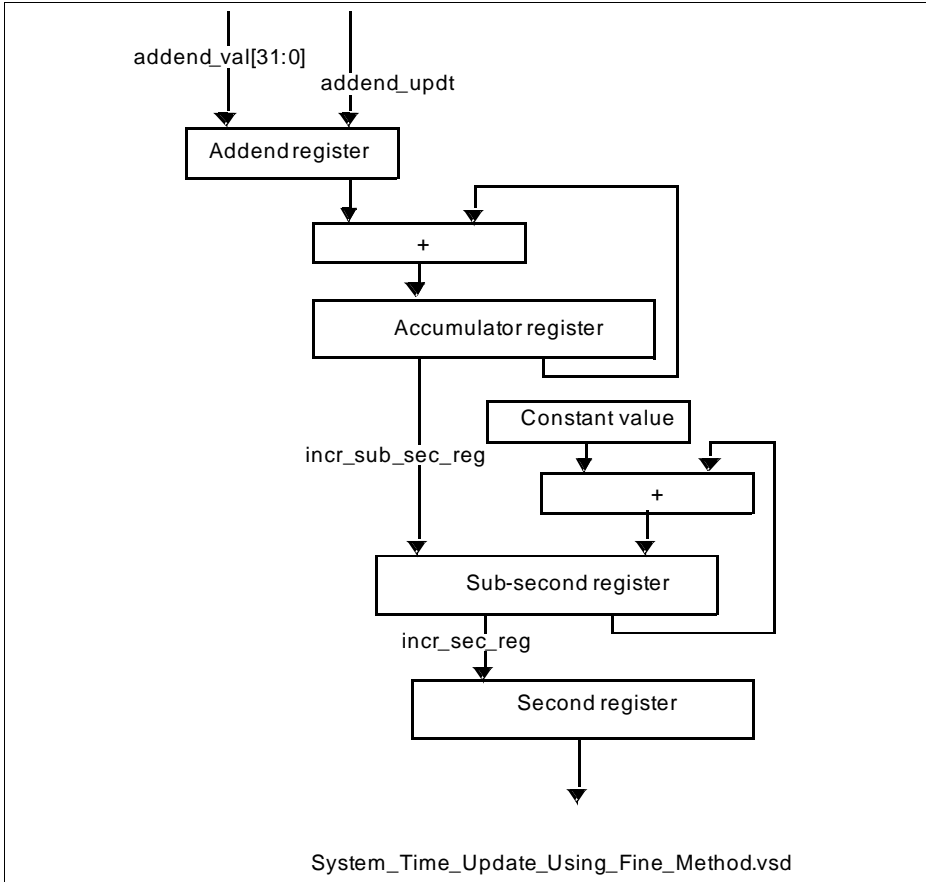 addend_val[31:0]
addend_updt
Addend register
+
Accumulator register
Constant value
incr_sub_sec_reg
+
Sub-second register
incr_sec_reg
Second register
System_Time_Update_Using_Fine_Method.vsd